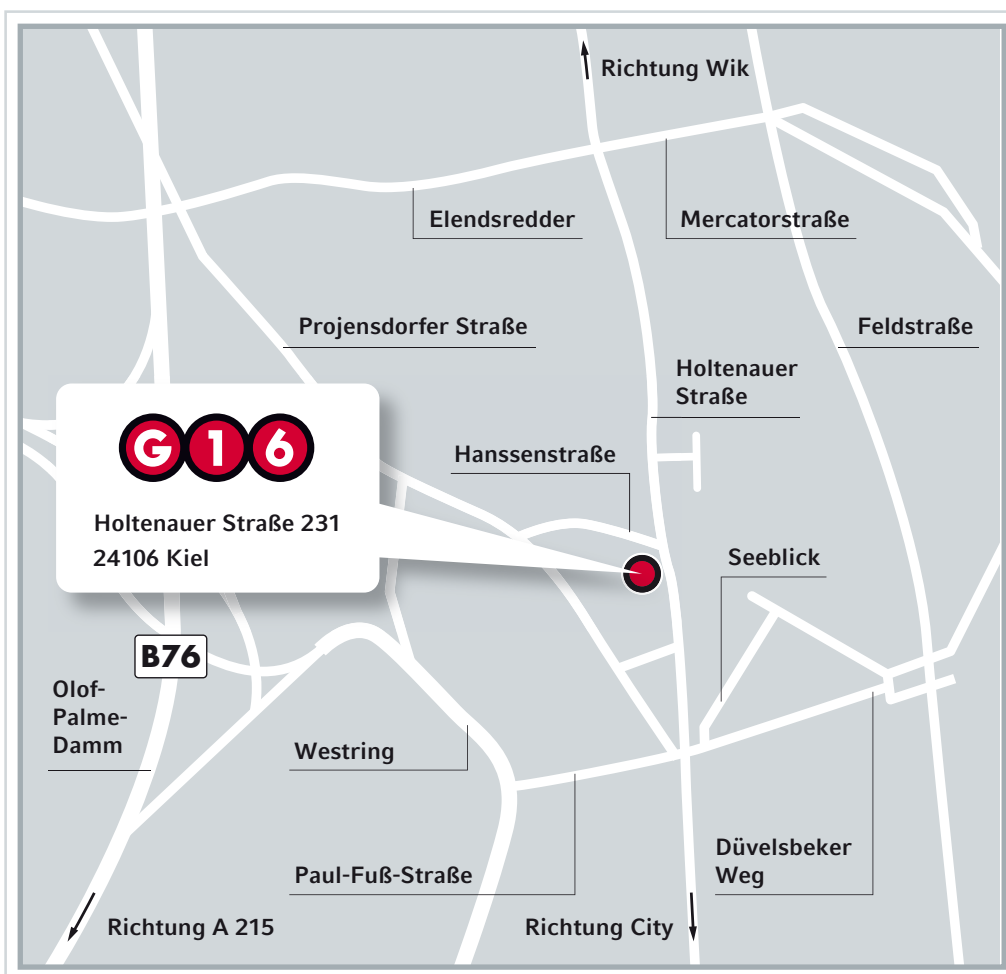 Richtung Wik
Elendsredder
Mercatorstraße
Projensdorfer Straße
Feldstraße
Holtenauer
Straße
G16
Hanssenstraße
Holtenauer Straße 231
24106 Kiel
Seeblick
B76
Olof-
Palme-
Damm
Westring
Düvelsbeker
Weg
Paul-Fuß-Straße
Richtung A 215
Richtung City